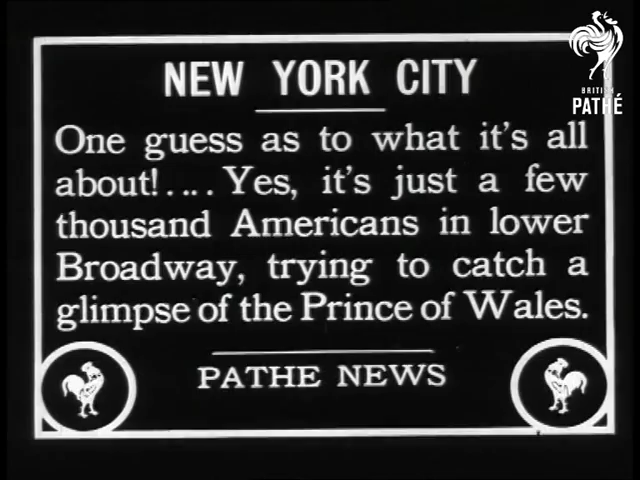 NEW YORK CITY
One guess as to what it's all
about!.... Yes, it's just a few
thousand Americans in lower
Broadway, trying to catch a
glimpse of the Prince of Wales.
PATHE NEWS
BRITISH
PATHÉ